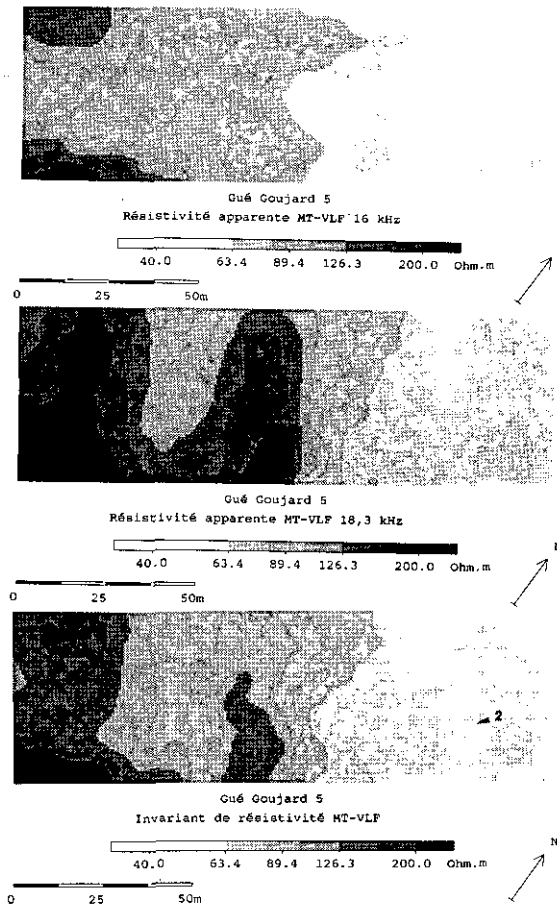 Gué Goujard 5
Résistivité apparente MT-VLF 16 kHz
40.0 63.4 89.4 126.3 200.0 Ohm.m
0 25 50m
Gué Goujard 5
Résistivité apparente MT-VLF 18,3 kHz
40.0 63.4 89.4 126.3 200.0 Ohm.m
0 25 50m
N
2
Gué Goujard 5
Invariant de résistivité MT-VLF
40.0 63.4 89.4 126.3 200.0 Ohm.m
N
0 25 50m